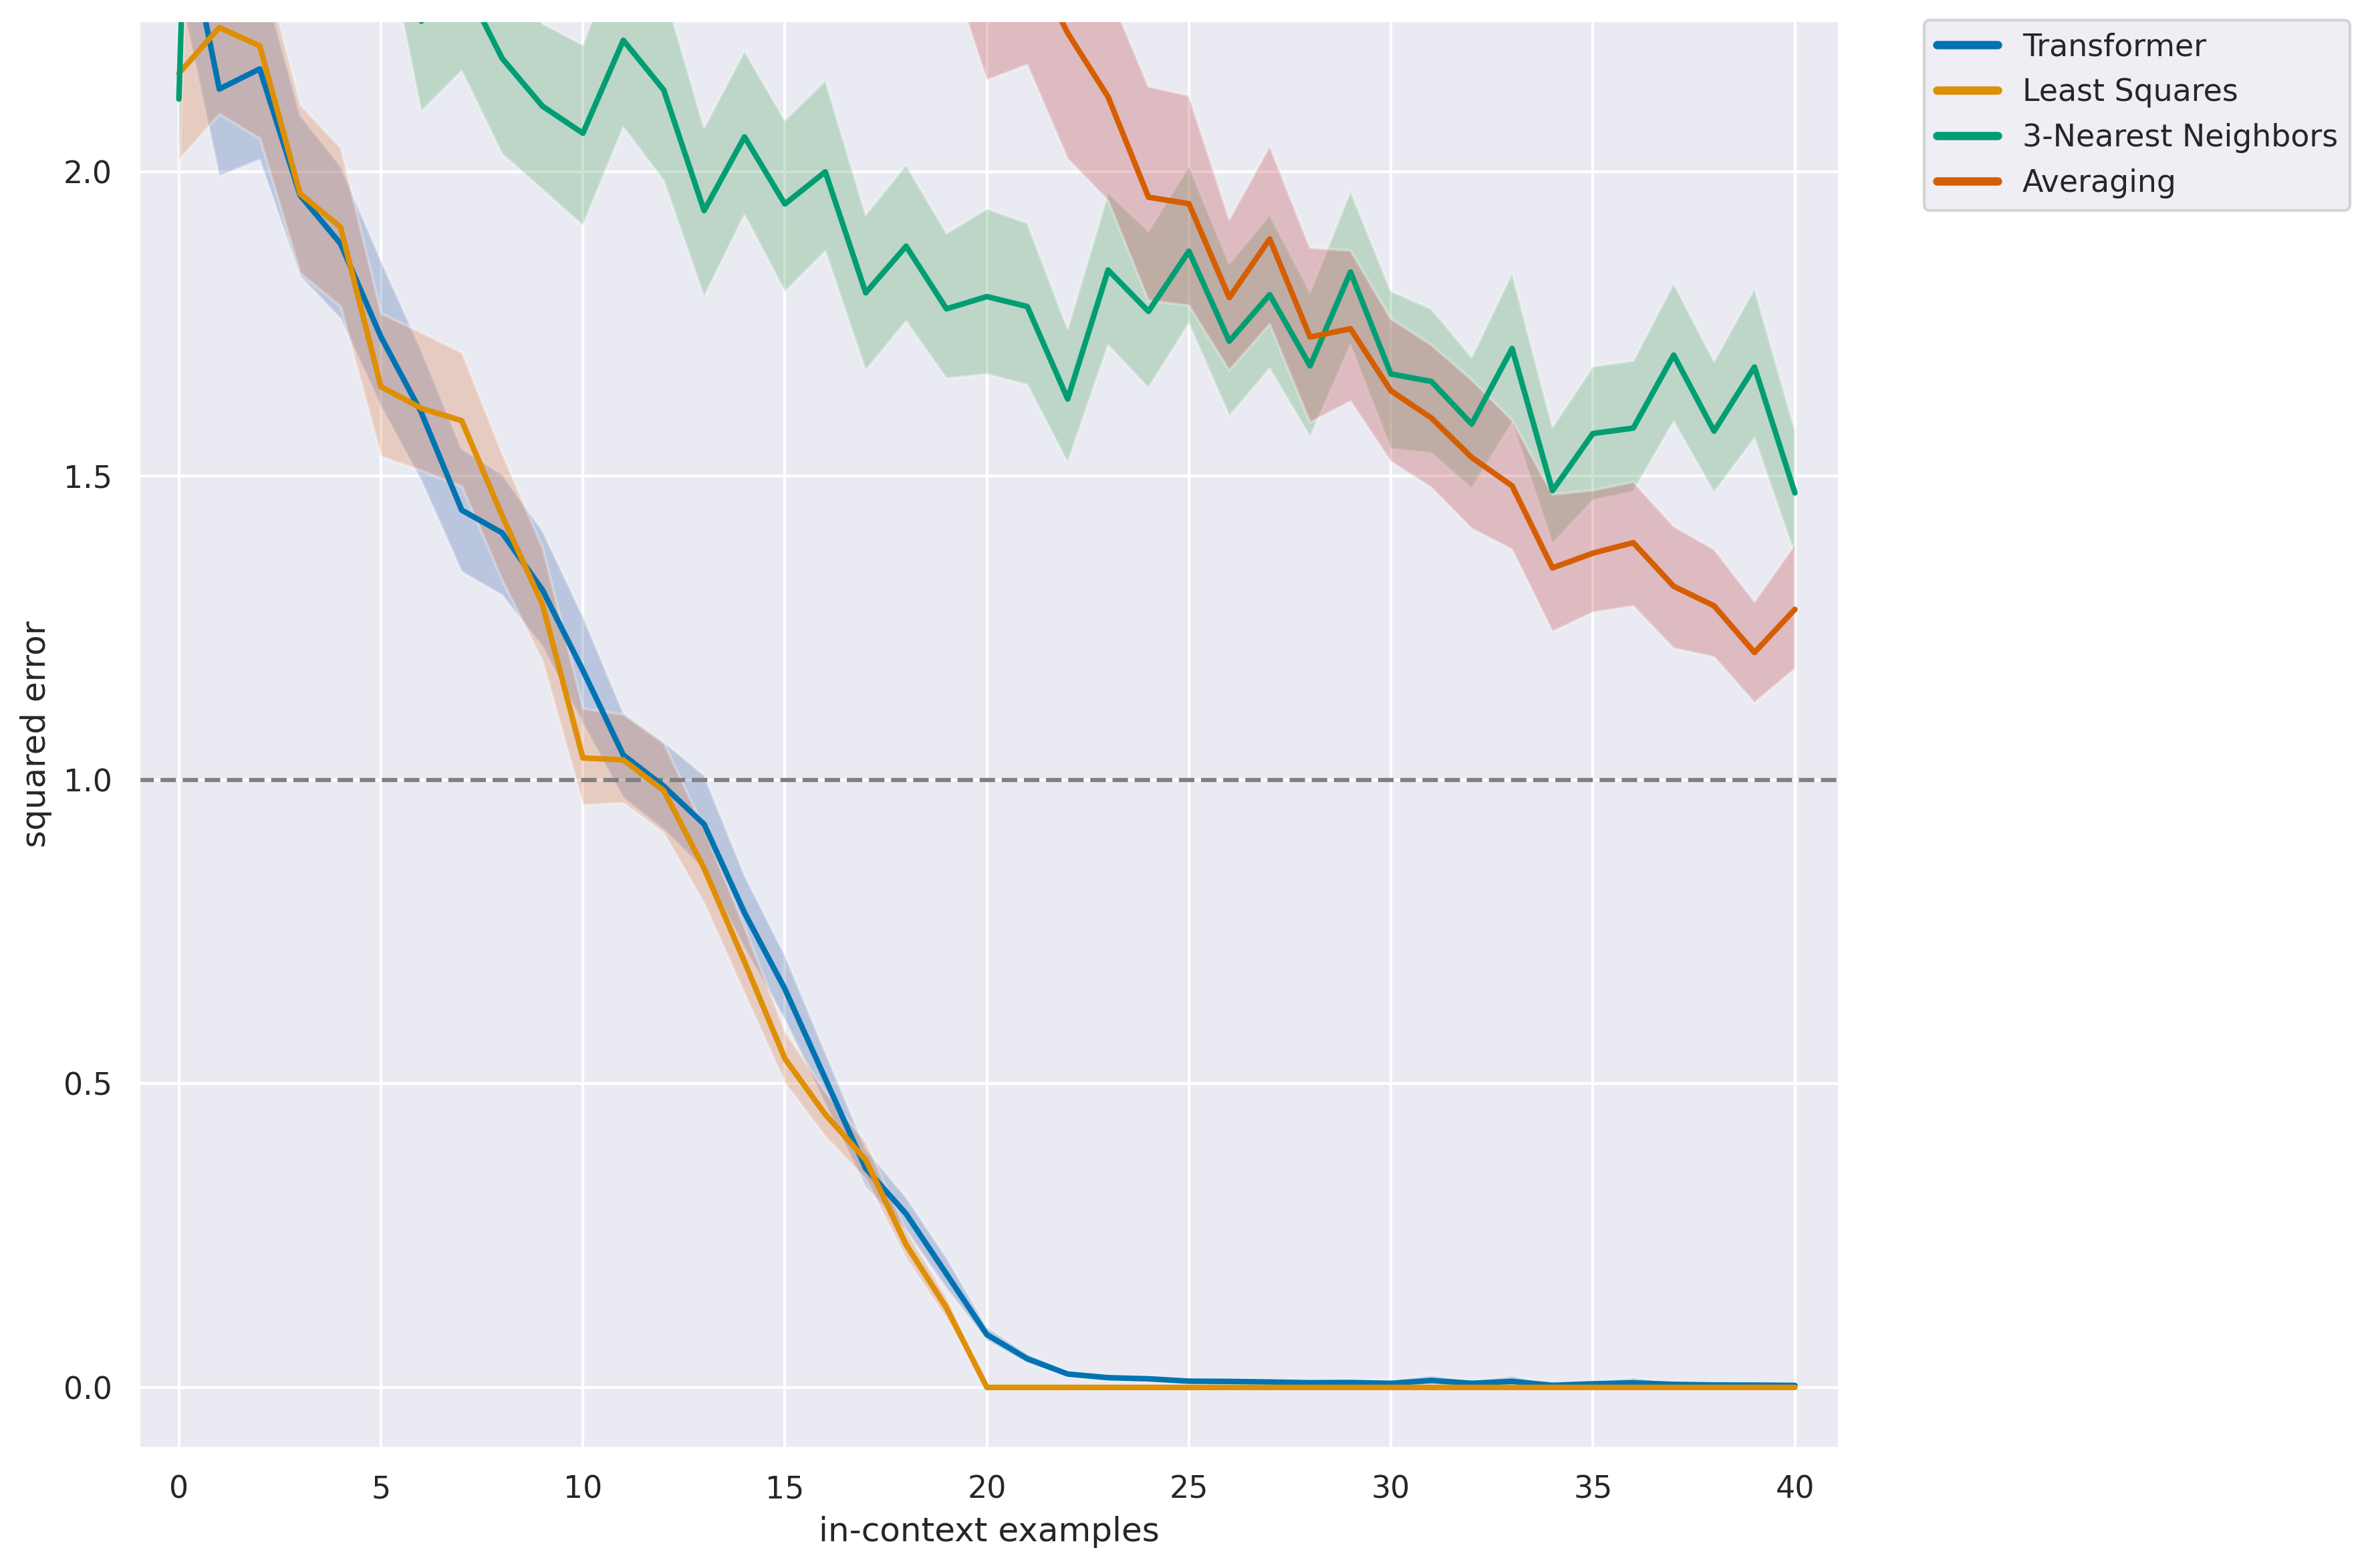 Transformer
Least Squares
3-Nearest Neighbors
Averaging
2.0
1.5
1.0
0.5
0.0
squared error
0 5 10 15 20 25 30 35 40
in-context examples